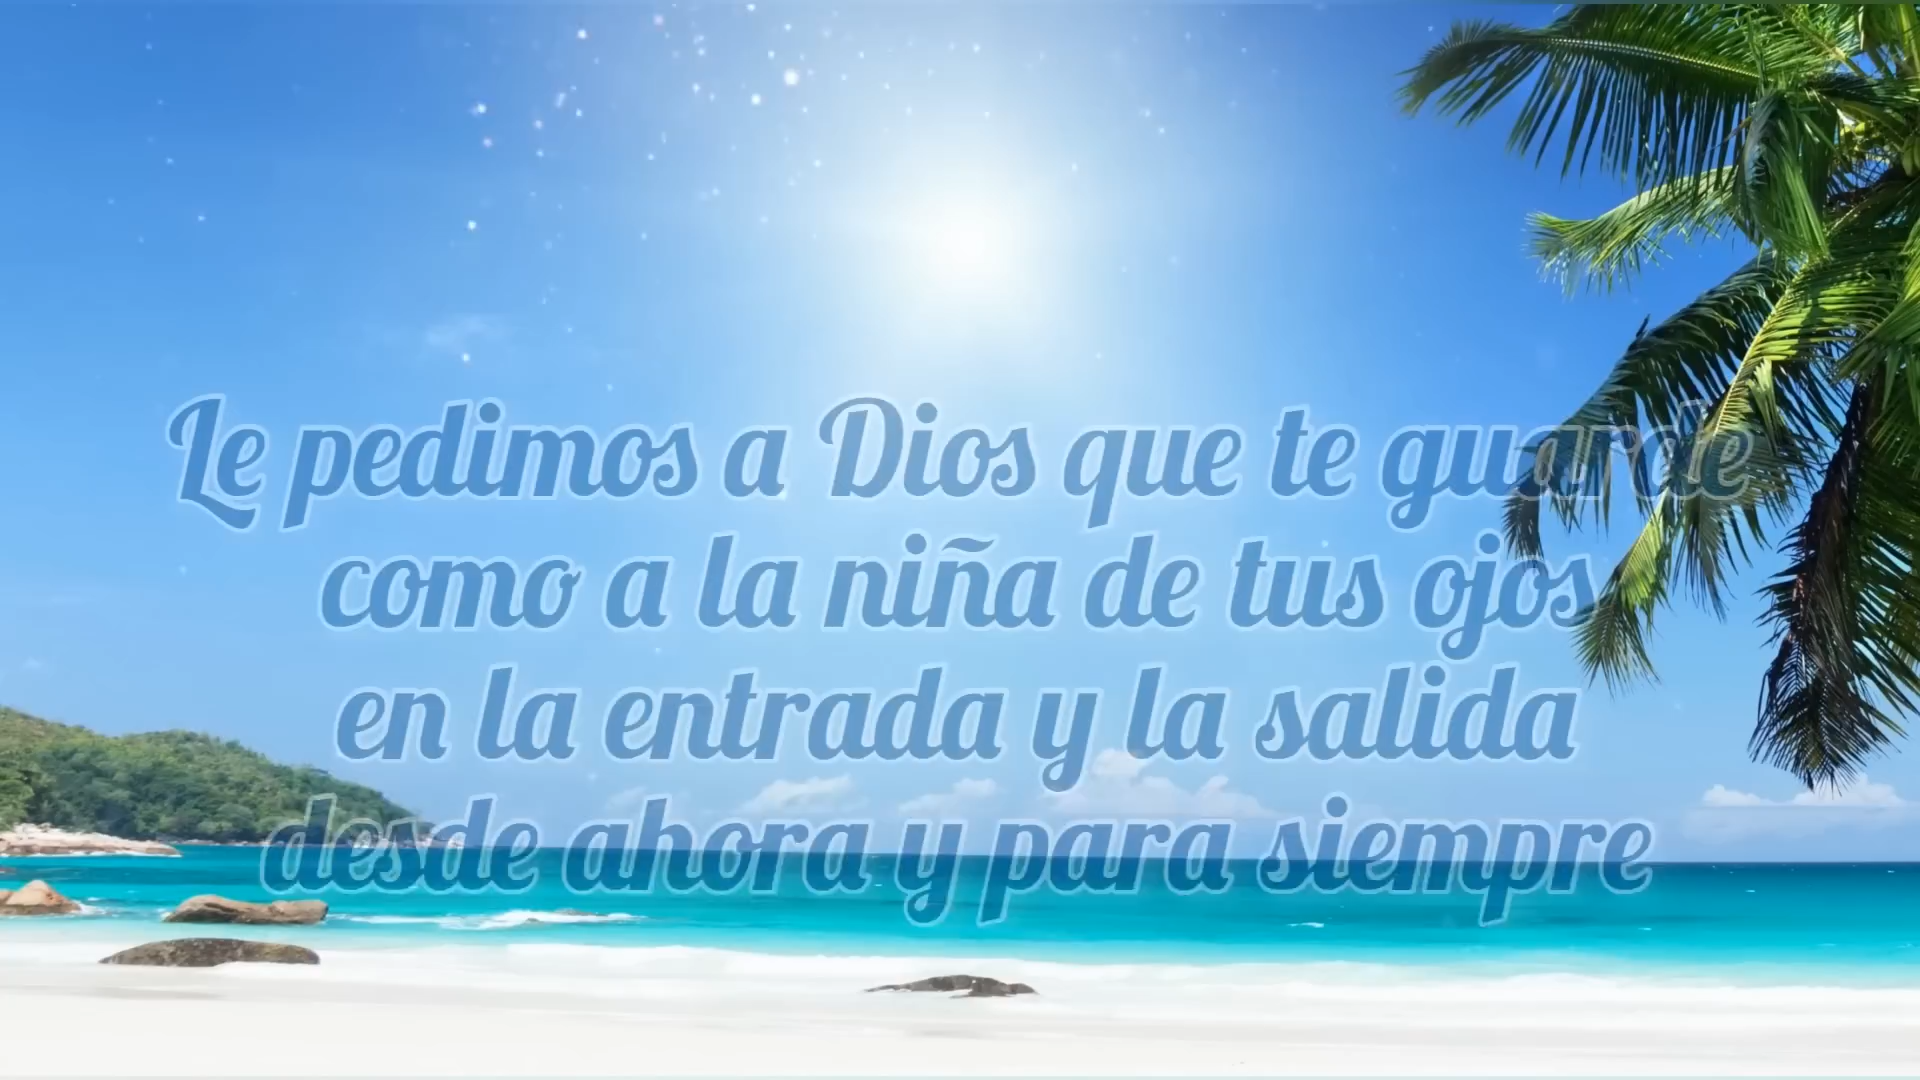 Le pedimos a Dios que te guarde
como a la niña de tus ojos
en la entrada y la salida
desde ahora y para siempre